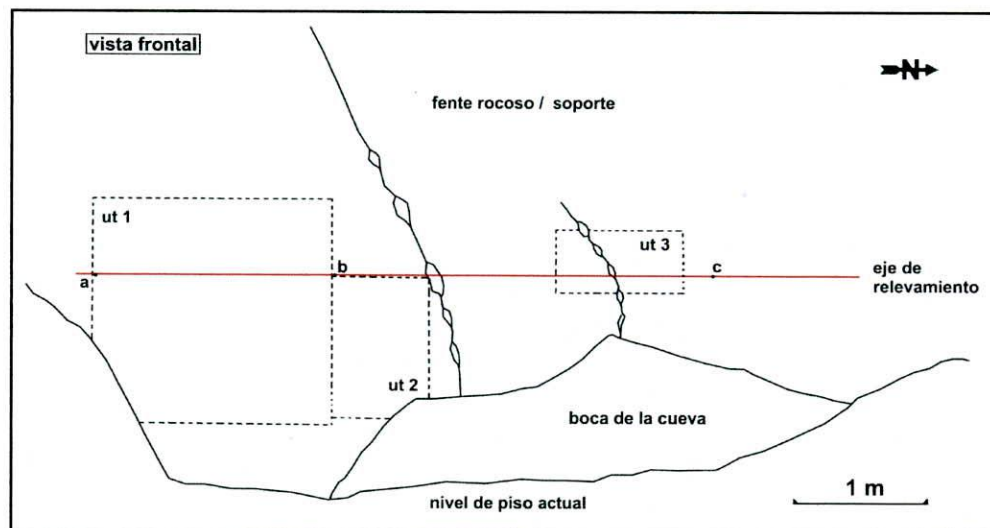 vista frontal
N
fente rocoso / soporte
ut 1
ut 3
b
c
a
eje de
relevamiento
ut 2
boca de la cueva
1 m
nivel de piso actual